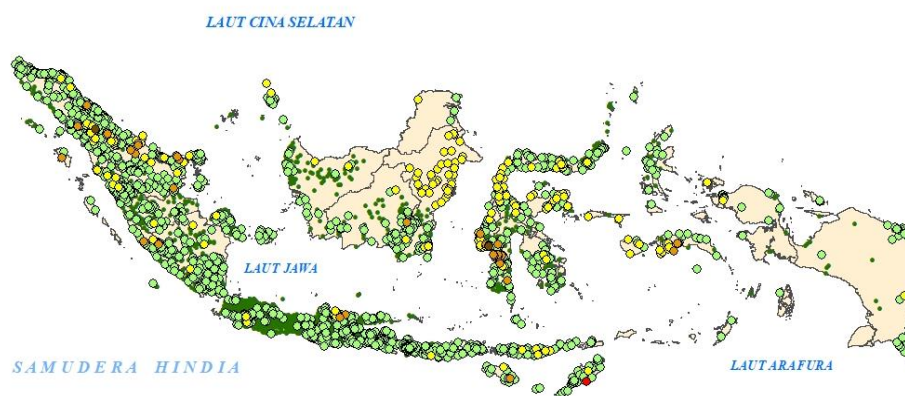 LAUT CINA SELATAN
LAUT JAWA
SAMUDERA HINDIA
LAUT ARAFURA